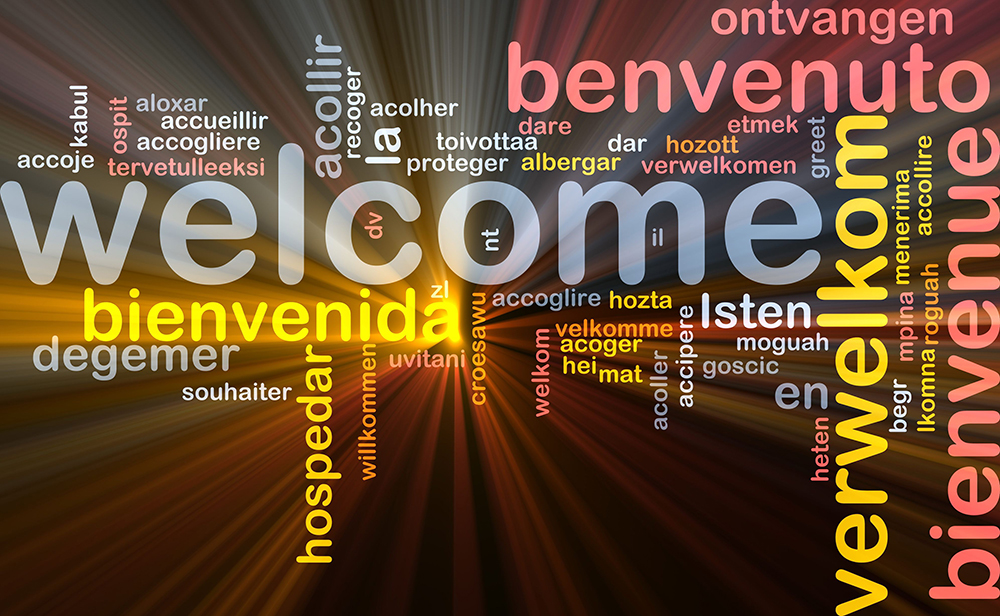 ontvangen
benvenuto
kabul
ospit
aloxar
accueillir
accogliere
accoje
tervetulleeksi
acollir
recoger
la
acolher
toivottaa
proteger
dare
albergar
dar
hozott
etmek
verwelkomen
greet
welcome
dv
nt
il
verwelkom
menerima
accollire
bienvenue
bienvenida
zl
croesawu
accoglire
hozta
Isten
velkomme
acoger
moguah
mpina
roguah
degemer
uvitani
hei
mat
goscic
souhaiter
hospedar
willkommen
welkom
acoller
accipere
en
heten
begr
lkomna